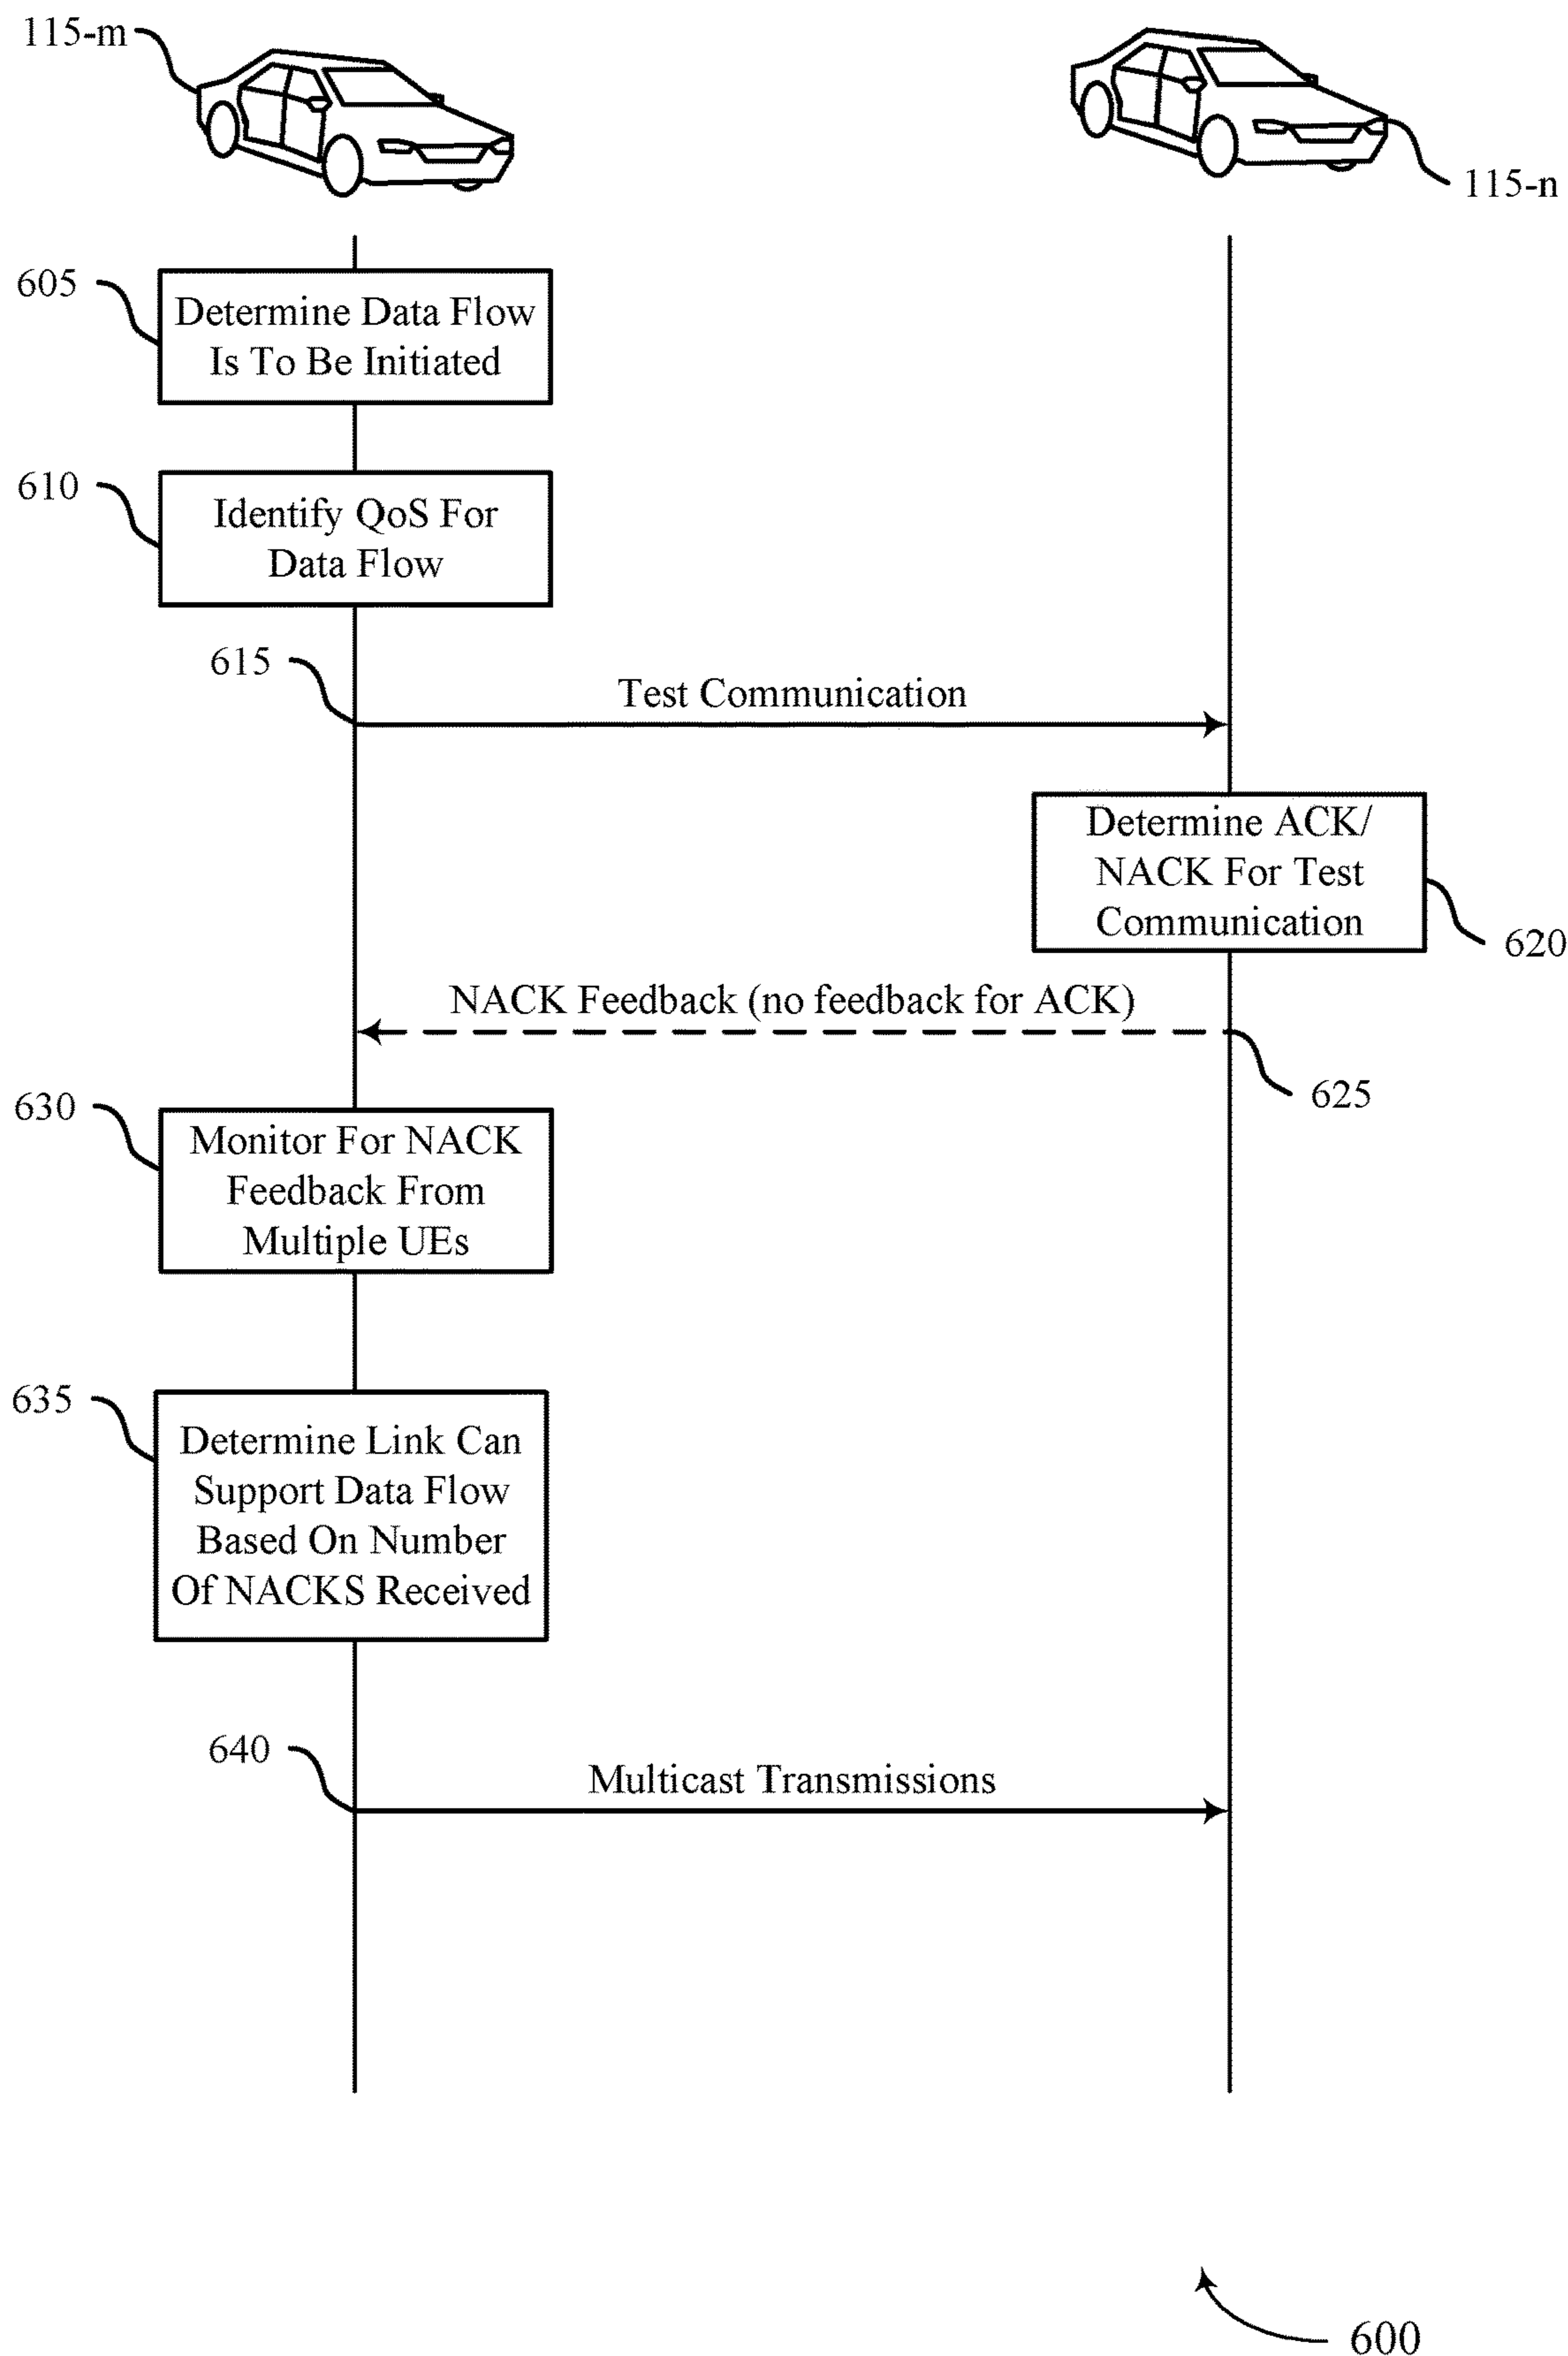 115-m
115-n
605
Determine Data Flow
Is To Be Initiated
610
Identify QoS For
Data Flow
615
Test Communication
Determine ACK/
NACK For Test
Communication
620
NACK Feedback (no feedback for ACK)
625
630
Monitor For NACK
Feedback From
Multiple UEs
635
Determine Link Can
Support Data Flow
Based On Number
Of NACKS Received
640
Multicast Transmissions
600